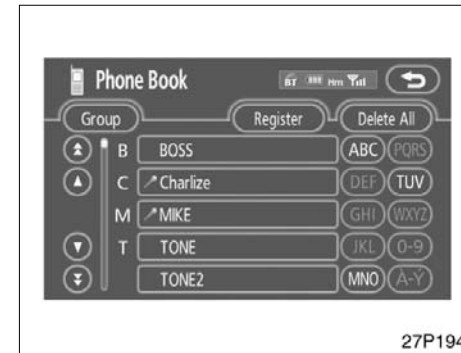 Phone Book BT Hm
Group Register Delete All
B BOSS ABC PQRS
C Charlize DEF TUV
M MIKE GHI WXYZ
T TONE JKL 0-9
TONE2 MNO À-Ý
27P194